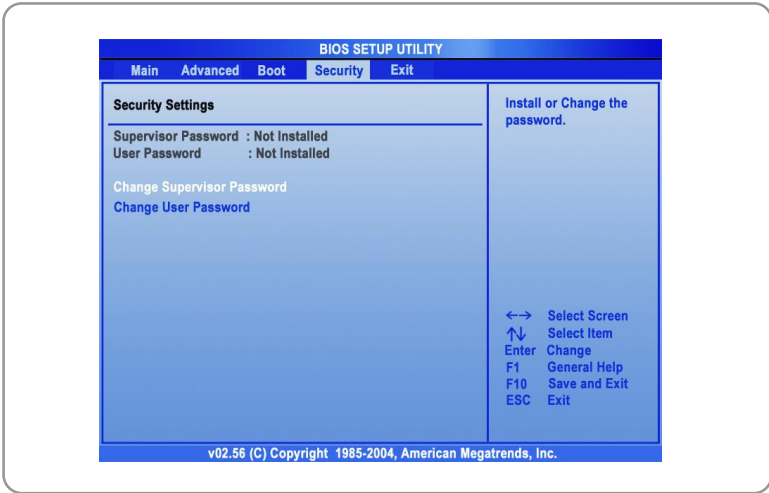 BIOS SETUP UTILITY
Main Advanced Boot Security Exit
Security Settings
Supervisor Password : Not Installed
User Password : Not Installed
Change Supervisor Password
Change User Password
Install or Change the
password.
←→ Select Screen
↑↓ Select Item
Enter Change
F1 General Help
F10 Save and Exit
ESC Exit
v02.56 (C) Copyright 1985-2004, American Megatrends, Inc.